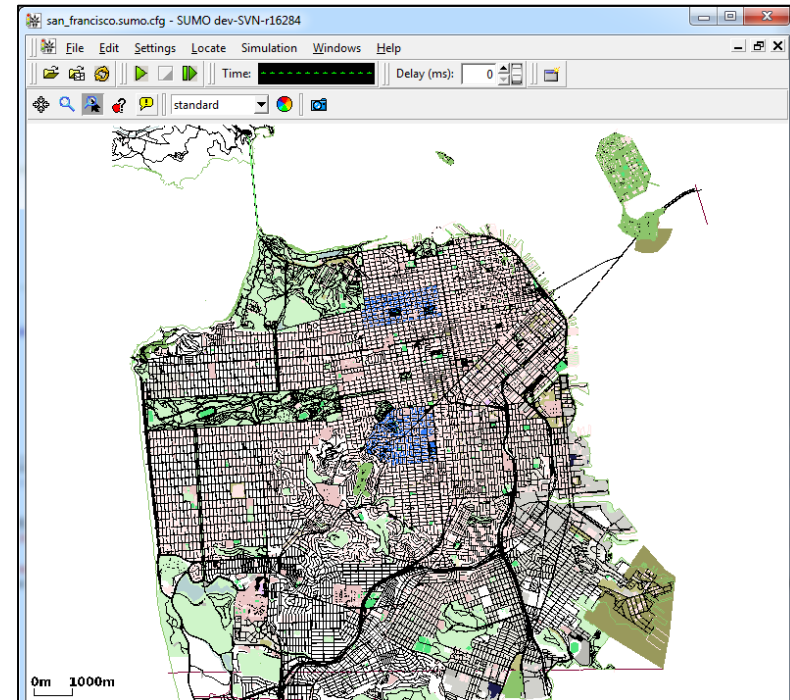 san_francisco.sumo.cfg - SUMO dev-SVN-r16284
File Edit Settings Locate Simulation Windows Help
Time: Delay (ms): 0
standard
0m 1000m